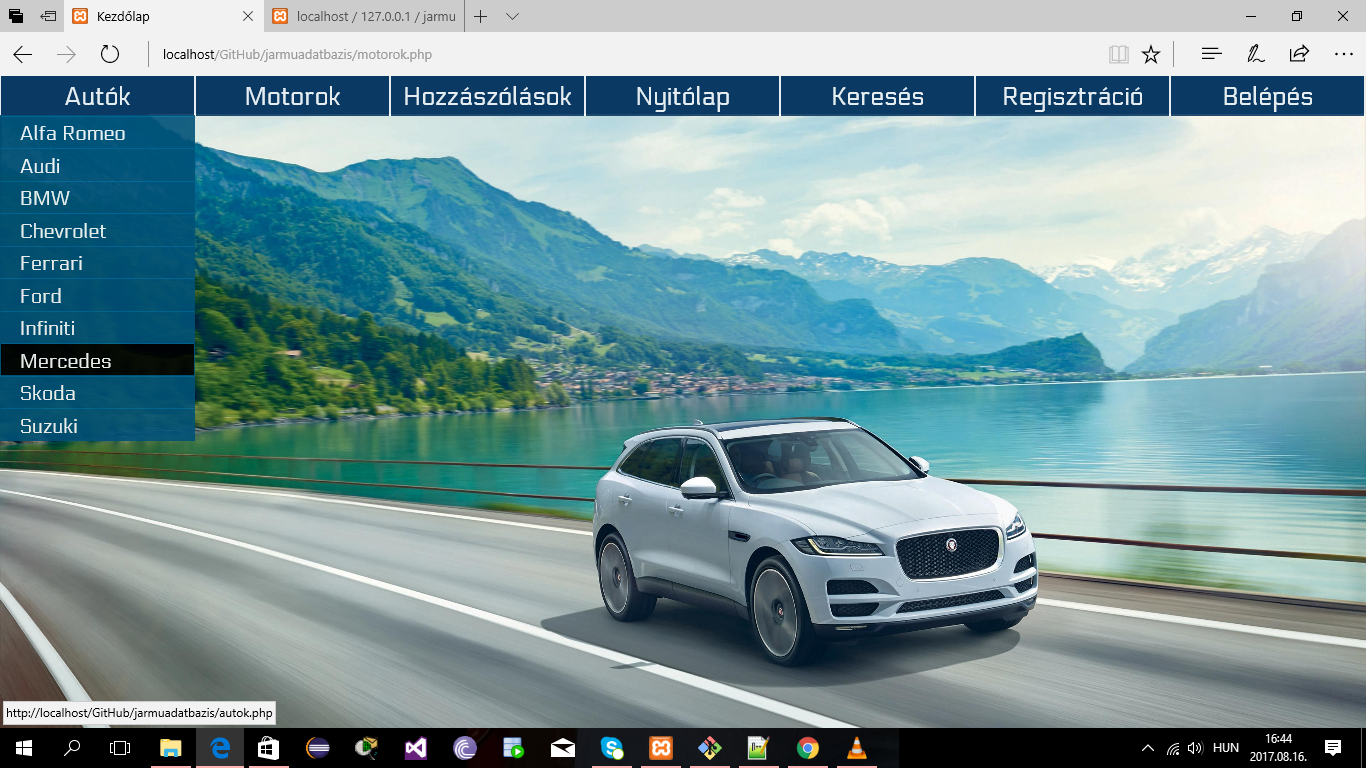 Kezdőlap
localhost / 127.0.0.1 / jarmu
localhost/GitHub/jarmuadatbazis/motorok.php
Autók Motorok Hozzászólások Nyitólap Keresés Regisztráció Belépés
Alfa Romeo
Audi
BMW
Chevrolet
Ferrari
Ford
Infiniti
Mercedes
Skoda
Suzuki
http://localhost/GitHub/jarmuadatbazis/autok.php
HUN
16:44
2017.08.16.